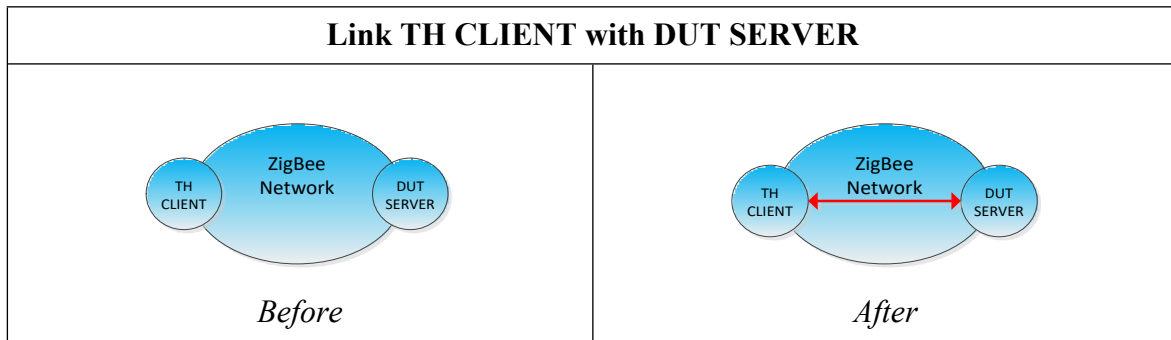 Link TH CLIENT with DUT SERVER
ZigBee
Network
TH
CLIENT
DUT
SERVER
Before
ZigBee
Network
TH
CLIENT
DUT
SERVER
After